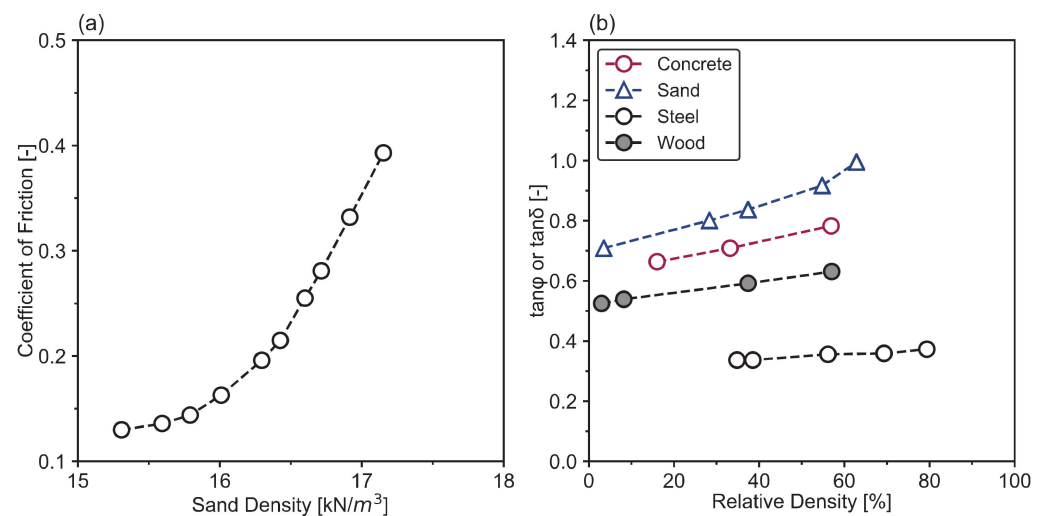 (a)
0.5
0.4
0.3
0.2
0.1
Coefficient of Friction [-]
15
16
17
18
Sand Density [kN/m³]
(b)
1.4
1.2
1.0
0.8
0.6
0.4
0.2
0.0
tanφ or tanδ [-]
Concrete
Sand
Steel
Wood
0
20
40
60
80
100
Relative Density [%]